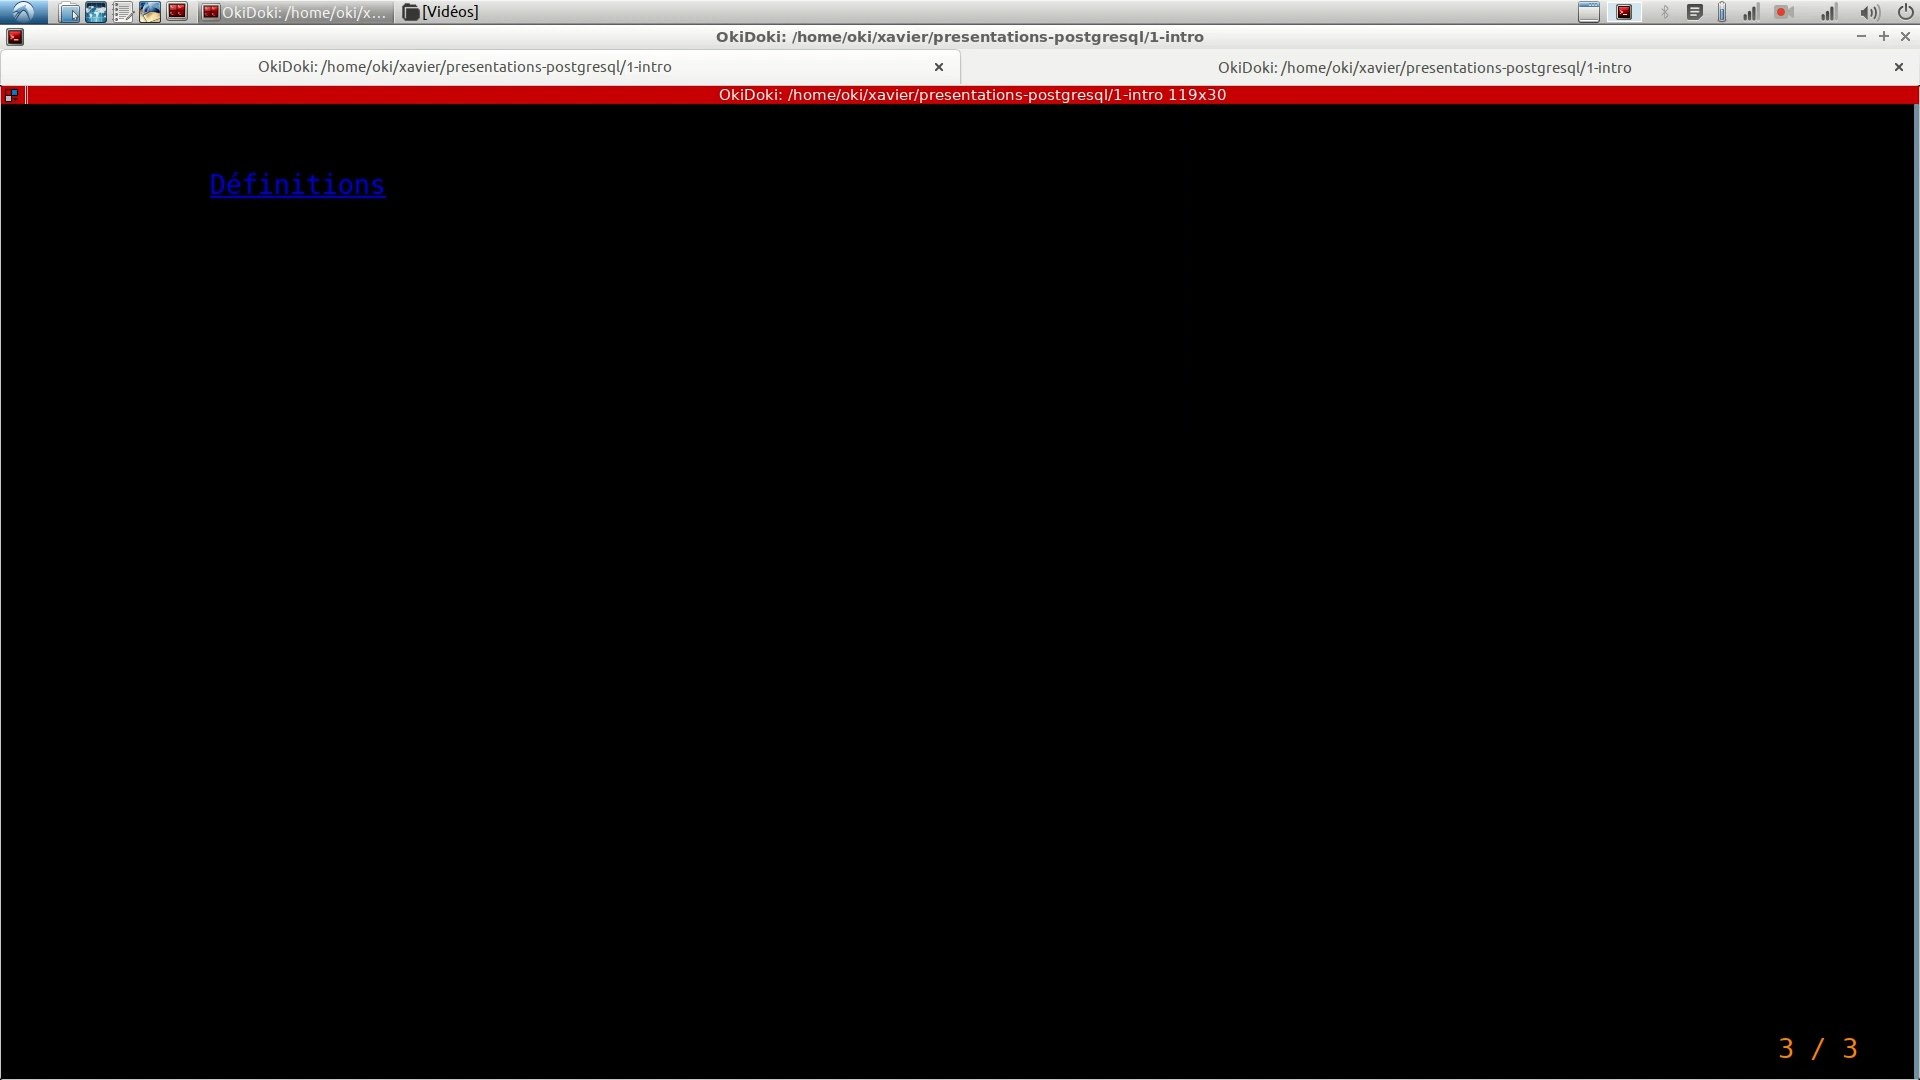 OkiDoki: /home/oki/x... [Vidéos]
OkiDoki: /home/oki/xavier/presentations-postgresql/1-intro
OkiDoki: /home/oki/xavier/presentations-postgresql/1-intro OkiDoki: /home/oki/xavier/presentations-postgresql/1-intro
OkiDoki: /home/oki/xavier/presentations-postgresql/1-intro 119x30
Définitions
3 / 3